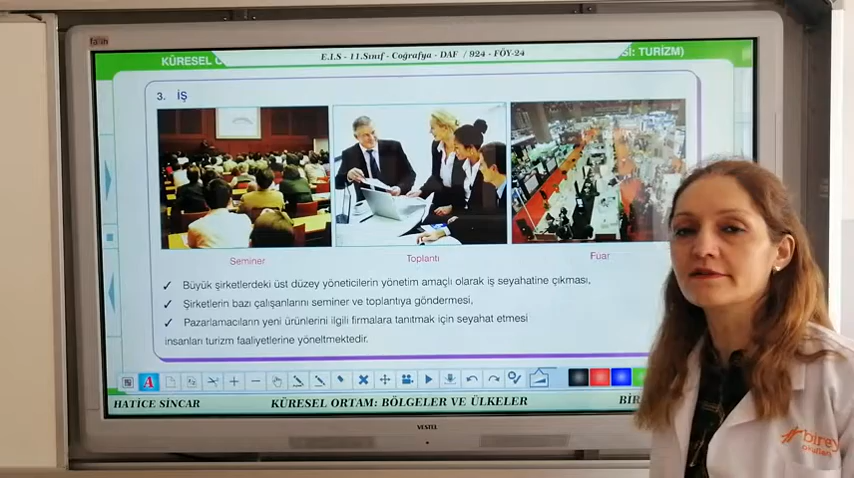 fatih
KÜRESEL O
E.I.S - 11.Sınıf - Coğrafya - DAF / 924 - FÖY-24
Sİ: TURİZM)
3. İŞ
Seminer
Toplantı
Fuar
✓ Büyük şirketlerdeki üst düzey yöneticilerin yönetim amaçlı olarak iş seyahatine çıkması,
✓ Şirketlerin bazı çalışanlarını seminer ve toplantıya göndermesi,
✓ Pazarlamacıların yeni ürünlerini ilgili firmalara tanıtmak için seyahat etmesi
insanları turizm faaliyetlerine yöneltmektedir.
A
HATİCE SİNCAR
KÜRESEL ORTAM: BÖLGELER VE ÜLKELER
BİR
VESTEL
birey
okulları